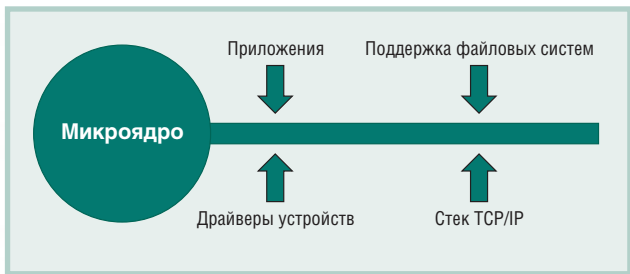 Приложения
Поддержка файловых систем
Микроядро
Драйверы устройств
Стек TCP/IP